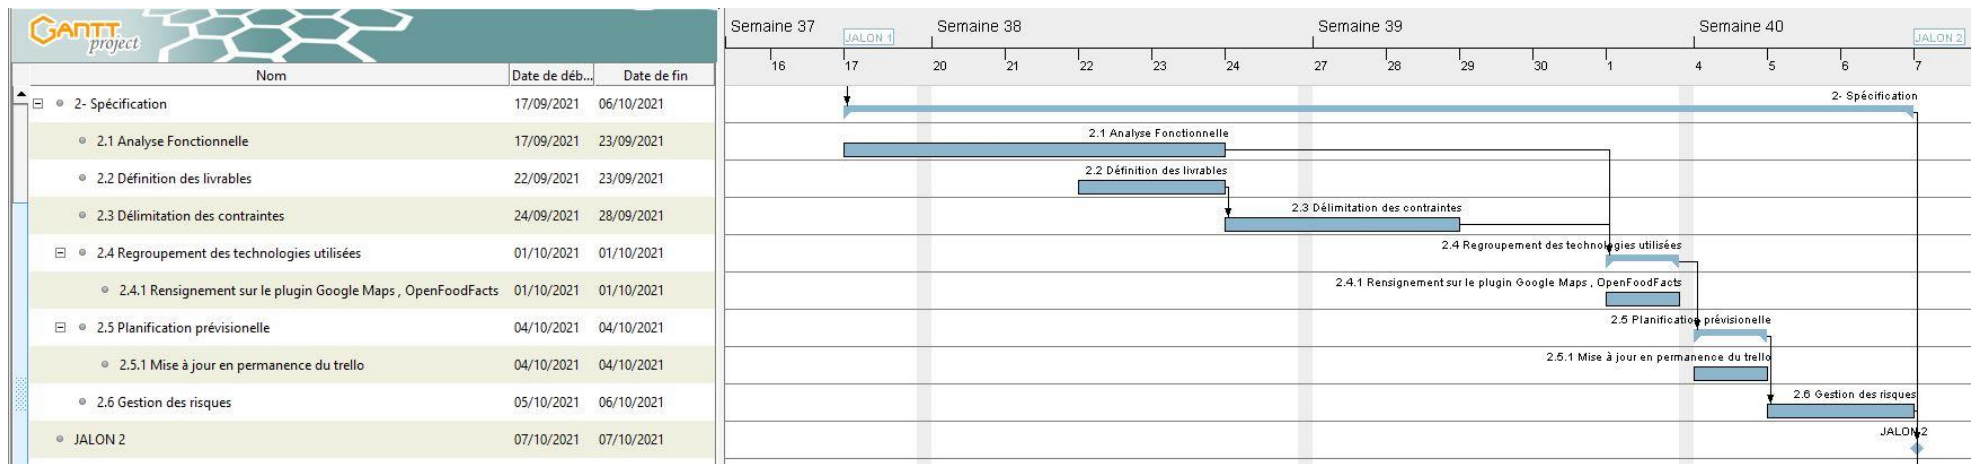 GANTT
project
Nom Date de déb... Date de fin
2- Spécification 17/09/2021 06/10/2021
2.1 Analyse Fonctionnelle 17/09/2021 23/09/2021
2.2 Définition des livrables 22/09/2021 23/09/2021
2.3 Délimitation des contraintes 24/09/2021 28/09/2021
2.4 Regroupement des technologies utilisées 01/10/2021 01/10/2021
2.4.1 Rensignement sur le plugin Google Maps , OpenFoodFacts 01/10/2021 01/10/2021
2.5 Planification prévisionelle 04/10/2021 04/10/2021
2.5.1 Mise à jour en permanence du trello 04/10/2021 04/10/2021
2.6 Gestion des risques 05/10/2021 06/10/2021
JALON 2 07/10/2021 07/10/2021
Semaine 37 Semaine 38 Semaine 39 Semaine 40
JALON 1 JALON 2
16 17 20 21 22 23 24 27 28 29 30 1 4 5 6 7
2- Spécification
2.1 Analyse Fonctionnelle
2.2 Définition des livrables
2.3 Délimitation des contraintes
2.4 Regroupement des technologies utilisées
2.4.1 Rensignement sur le plugin Google Maps , OpenFoodFacts
2.5 Planification prévisionelle
2.5.1 Mise à jour en permanence du trello
2.6 Gestion des risques
JALON 2